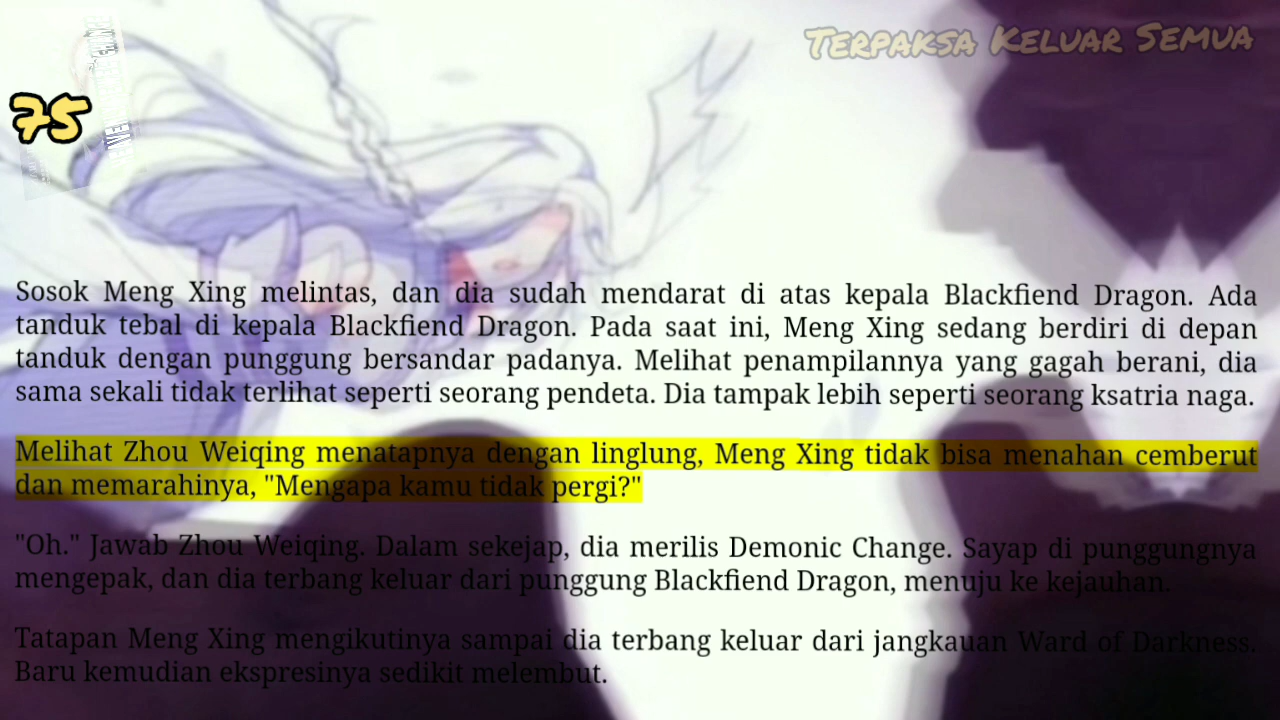 Terpaksa Keluar Semua
75
Sosok Meng Xing melintas, dan dia sudah mendarat di atas kepala Blackfiend Dragon. Ada
tanduk tebal di kepala Blackfiend Dragon. Pada saat ini, Meng Xing sedang berdiri di depan
tanduk dengan punggung bersandar padanya. Melihat penampilannya yang gagah berani, dia
sama sekali tidak terlihat seperti seorang pendeta. Dia tampak lebih seperti seorang ksatria naga.
Melihat Zhou Weiqing menatapnya dengan linglung, Meng Xing tidak bisa menahan cemberut
dan memarahinya, "Mengapa kamu tidak pergi?"
"Oh." Jawab Zhou Weiqing. Dalam sekejap, dia merilis Demonic Change. Sayap di punggungnya
mengepak, dan dia terbang keluar dari punggung Blackfiend Dragon, menuju ke kejauhan.
Tatapan Meng Xing mengikutinya sampai dia terbang keluar dari jangkauan Ward of Darkness.
Baru kemudian ekspresinya sedikit melembut.